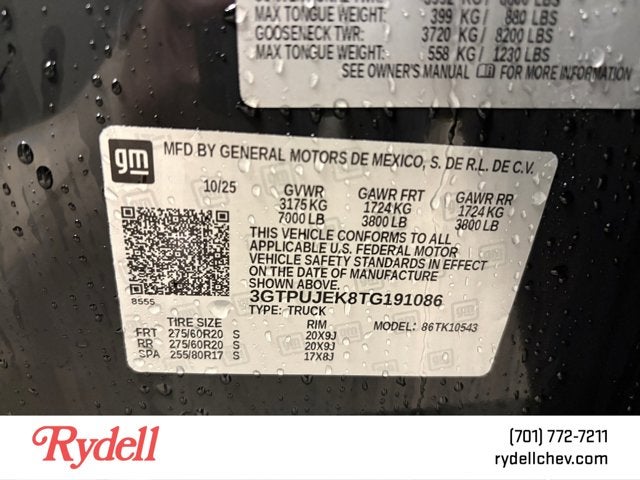 MAX TONGUE WEIGHT: 399 KG / 880 LBS
GOOSENECK TWR: 3720 KG / 8200 LBS
MAX TONGUE WEIGHT: 558 KG / 1230 LBS
SEE OWNER'S MANUAL FOR MORE INFORMATION
gm MFD BY GENERAL MOTORS DE MEXICO, S. DE R.L. DE C.V.
10/25 GVWR GAWR FRT GAWR RR
3175 KG 1724 KG 1724 KG
7000 LB 3800 LB 3800 LB
THIS VEHICLE CONFORMS TO ALL
APPLICABLE U.S. FEDERAL MOTOR
VEHICLE SAFETY STANDARDS IN EFFECT
ON THE DATE OF MANUFACTURE
SHOWN ABOVE.
8555 3GTPUJEK8TG191086
TYPE: TRUCK MODEL: 86TK10543
TIRE SIZE RIM
FRT 275/60R20 S 20X9J
RR 275/60R20 S 20X9J
SPA 255/80R17 S 17X8J
Rydell
(701) 772-7211
rydellchev.com